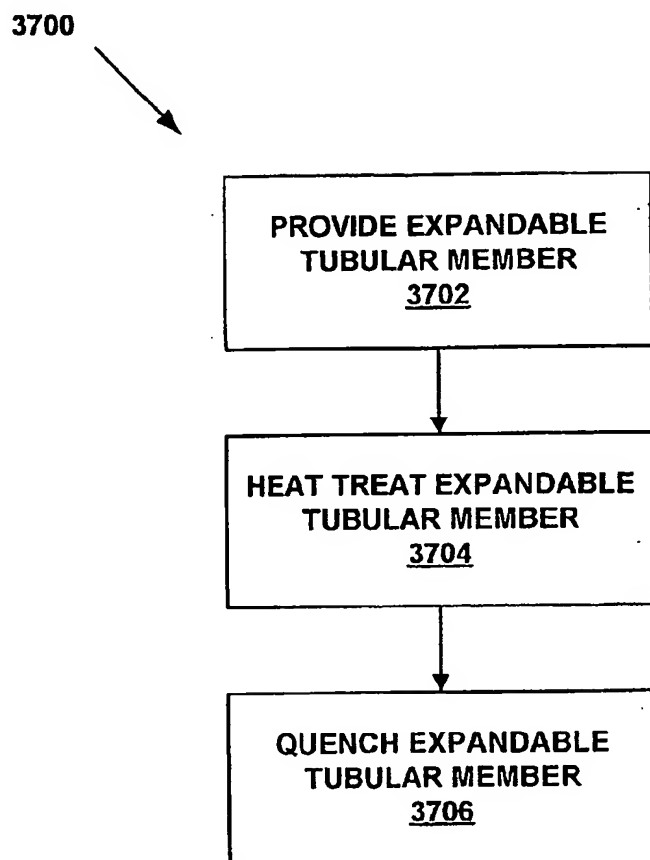 3700
PROVIDE EXPANDABLE
TUBULAR MEMBER
3702
HEAT TREAT EXPANDABLE
TUBULAR MEMBER
3704
QUENCH EXPANDABLE
TUBULAR MEMBER
3706